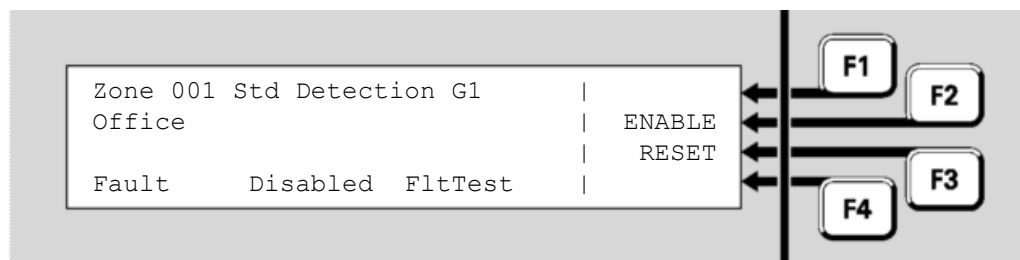 Zone 001 Std Detection G1 |
Office | ENABLE
| RESET
Fault Disabled FltTest |
F1
F2
F3
F4